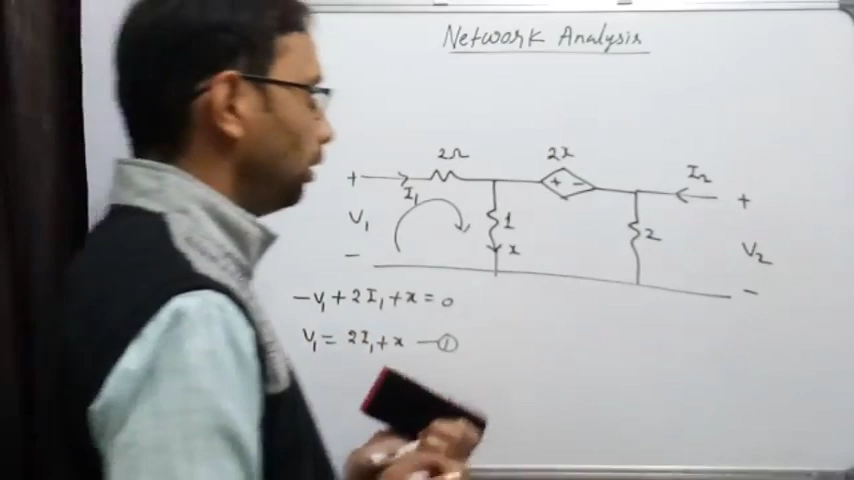 Network Analysis
2Ω
2x
+ -
I₂
+
I₁
+
V₁
1
2
V₂
x
-
-
-V₁ + 2I₁ + x = 0
V₁ = 2I₁ + x —①